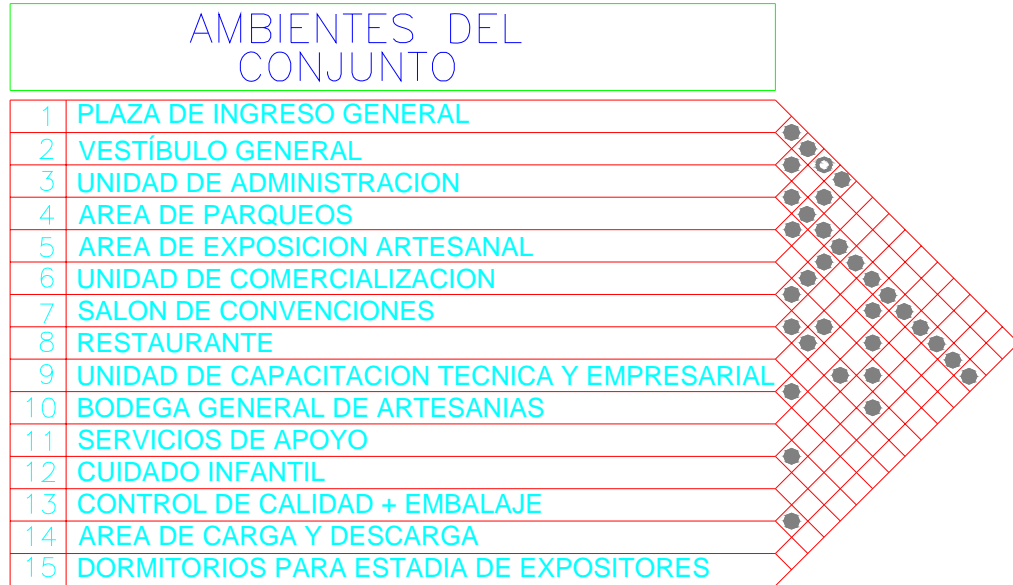 AMBIENTES DEL
CONJUNTO
1 PLAZA DE INGRESO GENERAL
2 VESTÍBULO GENERAL
3 UNIDAD DE ADMINISTRACION
4 AREA DE PARQUEOS
5 AREA DE EXPOSICION ARTESANAL
6 UNIDAD DE COMERCIALIZACION
7 SALON DE CONVENCIONES
8 RESTAURANTE
9 UNIDAD DE CAPACITACION TECNICA Y EMPRESARIAL
10 BODEGA GENERAL DE ARTESANIAS
11 SERVICIOS DE APOYO
12 CUIDADO INFANTIL
13 CONTROL DE CALIDAD + EMBALAJE
14 AREA DE CARGA Y DESCARGA
15 DORMITORIOS PARA ESTADIA DE EXPOSITORES